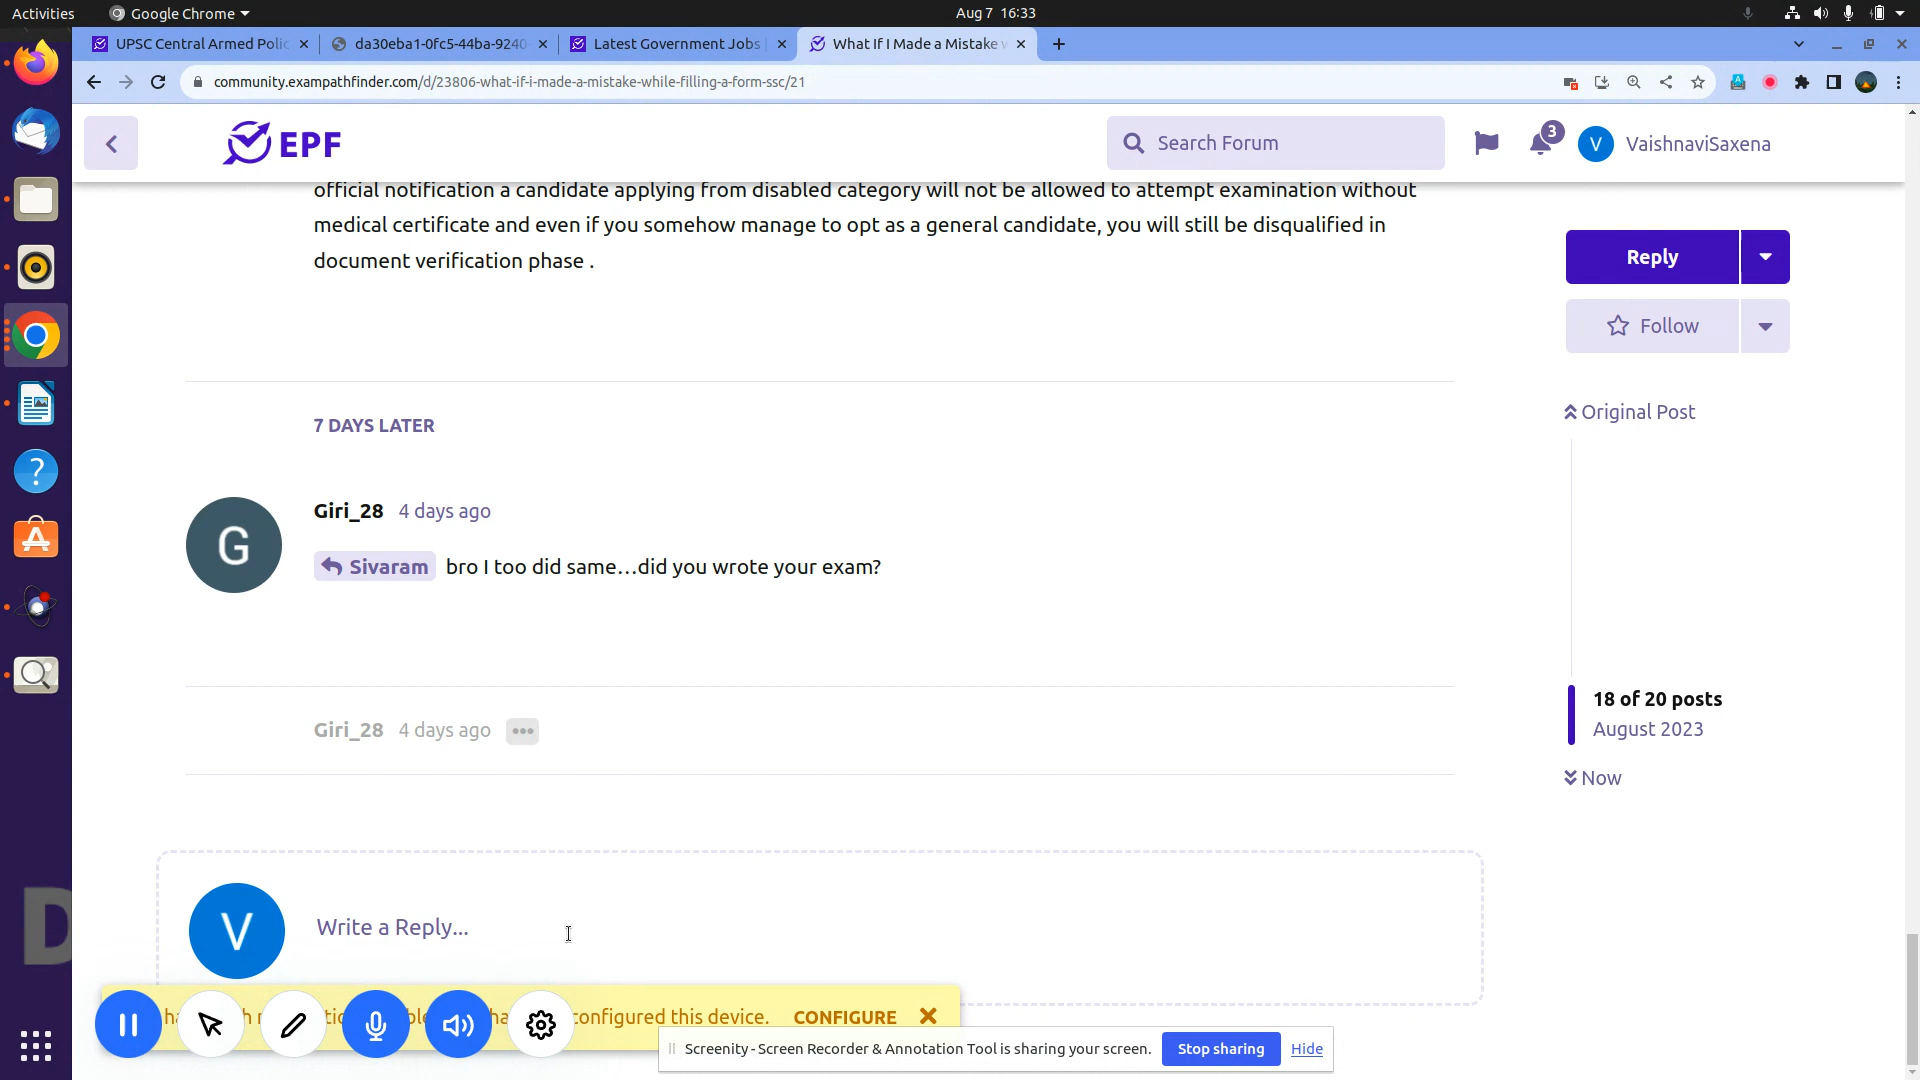 Activities
Google Chrome
Aug 7 16:33
UPSC Central Armed Polic
da30eba1-0fc5-44ba-9240-
Latest Government Jobs
What If I Made a Mistake w
community.exampathfinder.com/d/23806-what-if-i-made-a-mistake-while-filling-a-form-ssc/21
EPF
Search Forum
3
V
VaishnaviSaxena
official notification a candidate applying from disabled category will not be allowed to attempt examination without
medical certificate and even if you somehow manage to opt as a general candidate, you will still be disqualified in
document verification phase .
Reply
Follow
Original Post
7 DAYS LATER
G
Giri_28 4 days ago
Sivaram bro I too did same...did you wrote your exam?
18 of 20 posts
August 2023
Giri_28 4 days ago
Now
V
Write a Reply...
configured this device. CONFIGURE
Screenity - Screen Recorder & Annotation Tool is sharing your screen. Stop sharing Hide